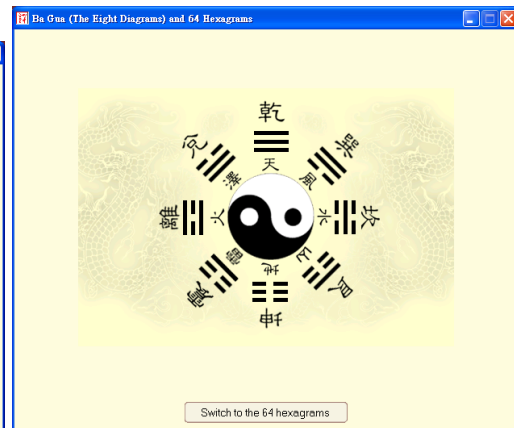 Ba Gua (The Eight Diagrams) and 64 Hexagrams
乾
天
兌
澤
巽
風
離
火
水
坎
震
雷
山
艮
地
坤
Switch to the 64 hexagrams